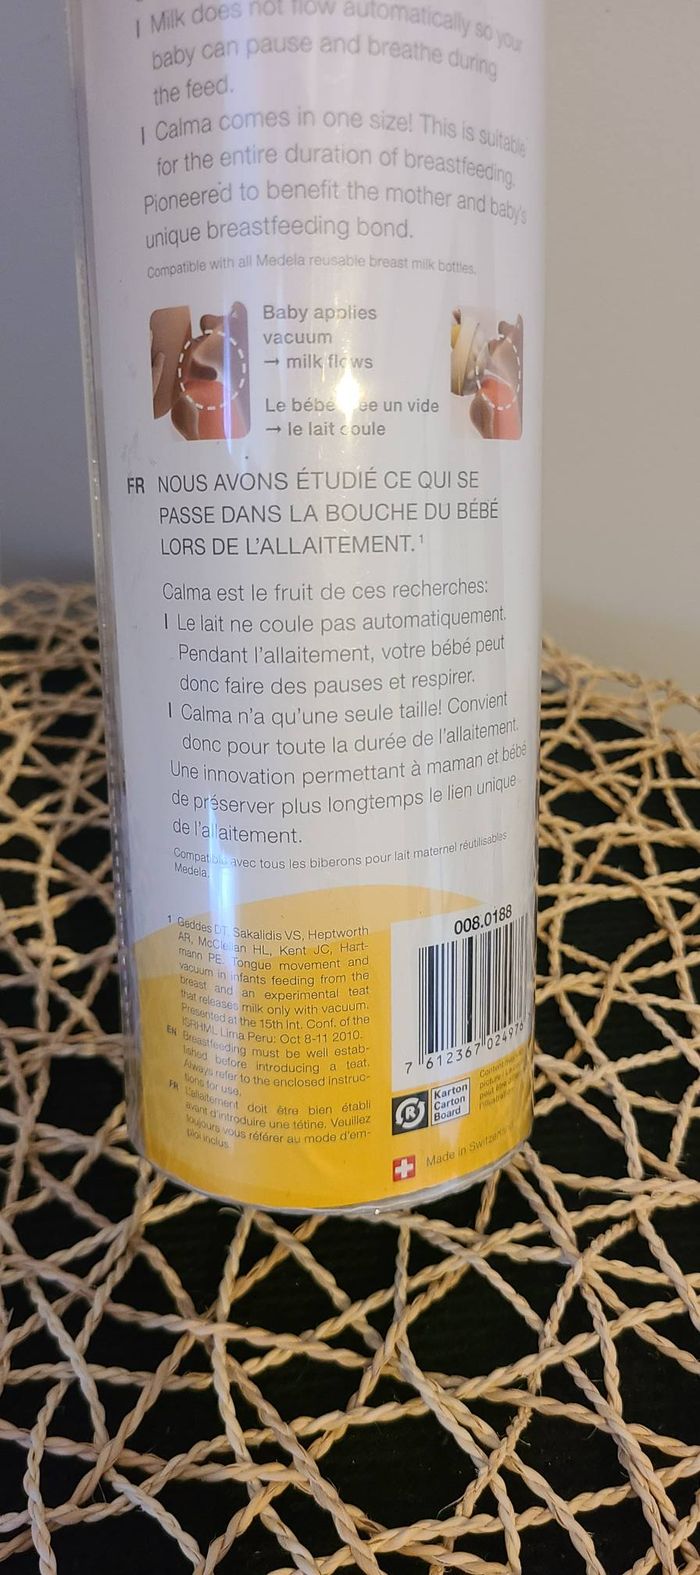 I Milk does not flow automatically so your
baby can pause and breathe during
the feed.
I Calma comes in one size! This is suitable
for the entire duration of breastfeeding.
Pioneered to benefit the mother and baby's
unique breastfeeding bond.
Compatible with all Medela reusable breast milk bottles.
Baby applies
vacuum
→ milk flows
Le bébé ee un vide
→ le lait coule
FR NOUS AVONS ÉTUDIÉ CE QUI SE
PASSE DANS LA BOUCHE DU BÉBÉ
LORS DE L'ALLAITEMENT.¹
Calma est le fruit de ces recherches:
I Le lait ne coule pas automatiquement.
Pendant l'allaitement, votre bébé peut
donc faire des pauses et respirer.
I Calma n'a qu'une seule taille! Convient
donc pour toute la durée de l'allaitement.
Une innovation permettant à maman et bébé
de préserver plus longtemps le lien unique
de l'allaitement.
Compatible avec tous les biberons pour lait maternel réutilisables
Medela.
1 Geddes DT, Sakalidis VS, Heptworth
AR, McClellan HL, Kent JC, Hart-
mann PE. Tongue movement and
vacuum in infants feeding from the
breast and an experimental teat
that releases milk only with vacuum.
Presented at the 15th Int. Conf. of the
ISRHML Lima Peru: Oct 8-11 2010.
EN Breastfeeding must be well estab-
lished before introducing a teat.
Always refer to the enclosed instruc-
tions for use.
FR L'allaitement doit être bien établi
avant d'introduire une tétine. Veuillez
toujours vous référer au mode d'em-
ploi inclus.
008.0188
7 612367 024976
R
Karton
Carton
Board
Made in Switzerland